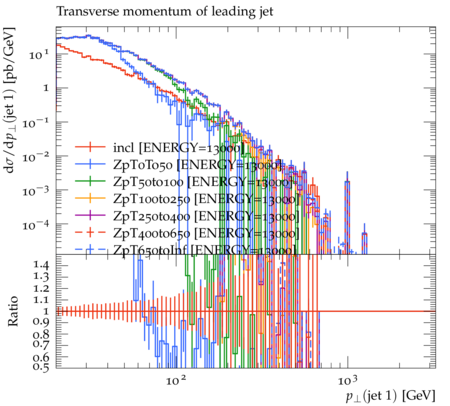 Transverse momentum of leading jet
dσ/dp⊥(jet 1) [pb/GeV]
10¹
1
10⁻¹
10⁻²
10⁻³
10⁻⁴
incl [ENERGY=13000]
ZpT0To50 [ENERGY=13000]
ZpT50to100 [ENERGY=13000]
ZpT100to250 [ENERGY=13000]
ZpT250to400 [ENERGY=13000]
ZpT400to650 [ENERGY=13000]
ZpT650toInf [ENERGY=13000]
Ratio
1.4
1.3
1.2
1.1
1
0.9
0.8
0.7
0.6
0.5
10²
10³
p⊥(jet 1) [GeV]